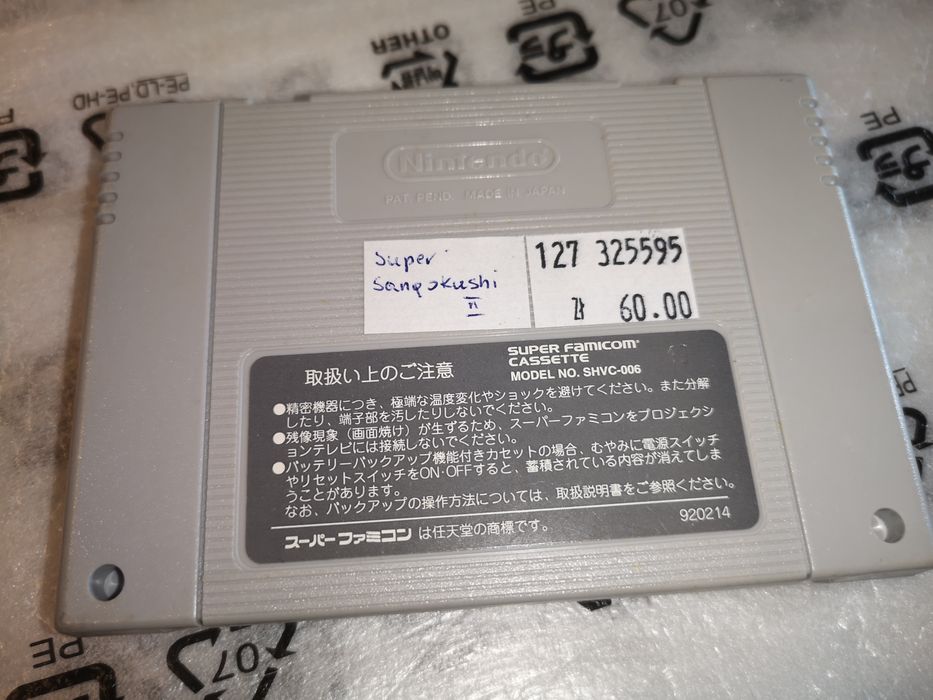 OTHER
PE
プラ
07
PE-LD,PE-HD
PE
プラ
Nintendo
PAT. PEND. MADE IN JAPAN
Super
Sangokushi
II
127 325595
zł 60.00
取扱い上のご注意
SUPER FAMICOM
CASSETTE
MODEL NO. SHVC-006
●精密機器につき、極端な温度変化やショックを避けてください。また分解
したり、端子部を汚したりしないでください。
●残像現象（画面焼け）が生ずるため、スーパーファミコンをプロジェクシ
ョンテレビには接続しないでください。
●バッテリーバックアップ機能付きカセットの場合、むやみに電源スイッチ
やリセットスイッチをON･OFFすると、蓄積されている内容が消えてしま
うことがあります。
なお、バックアップの操作方法については、取扱説明書をご参照ください。
920214
スーパーファミコン は任天堂の商標です。
PE
07